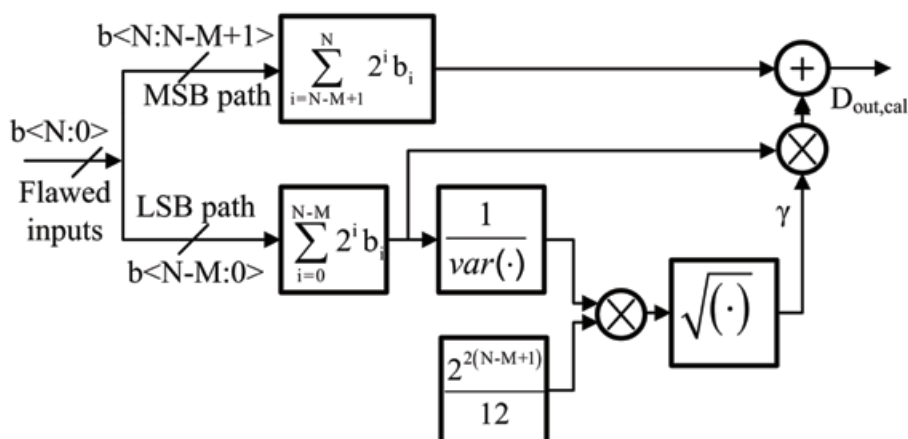 b<N:N-M+1>
MSB path
N
∑ 2^i b_i
i=N-M+1
+
D_out,cal
b<N:0>
Flawed
inputs
LSB path
b<N-M:0>
N-M
∑ 2^i b_i
i=0
1
var(·)
×
γ
×
√(·)
2^2(N-M+1)
12